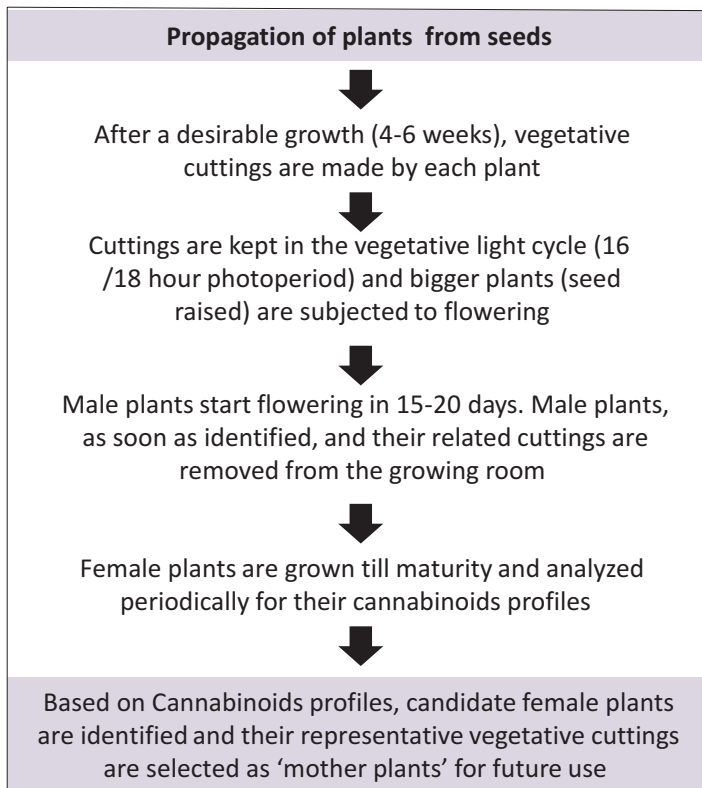 Propagation of plants from seeds
After a desirable growth (4-6 weeks), vegetative
cuttings are made by each plant
Cuttings are kept in the vegetative light cycle (16
/18 hour photoperiod) and bigger plants (seed
raised) are subjected to flowering
Male plants start flowering in 15-20 days. Male plants,
as soon as identified, and their related cuttings are
removed from the growing room
Female plants are grown till maturity and analyzed
periodically for their cannabinoids profiles
Based on Cannabinoids profiles, candidate female plants
are identified and their representative vegetative cuttings
are selected as ‘mother plants’ for future use